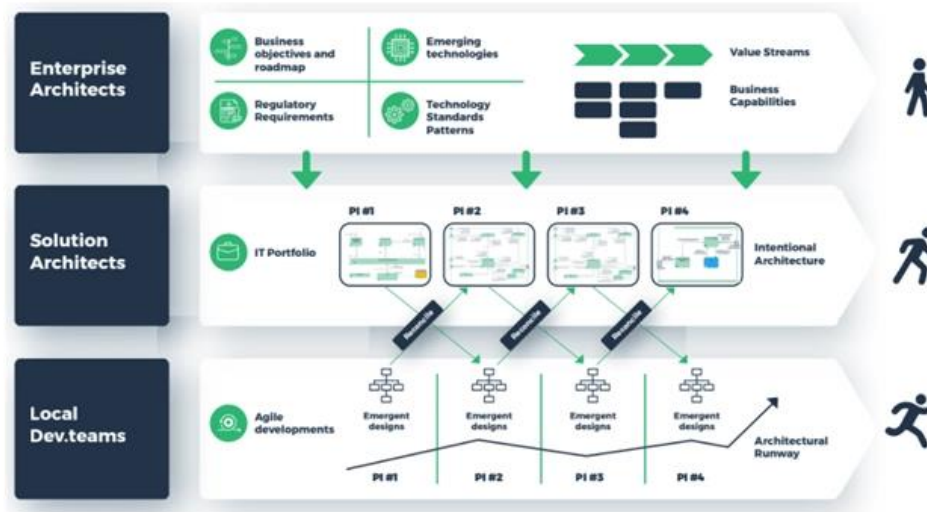 Enterprise
Architects
Business
objectives and
roadmap
Emerging
technologies
Regulatory
Requirements
Technology
Standards
Patterns
Value Streams
Business
Capabilities
Solution
Architects
IT Portfolio
PI #1
PI #2
PI #3
PI #4
Intentional
Architecture
Reconcile
Reconcile
Reconcile
Local
Dev.teams
Agile
developments
Emergent
designs
Emergent
designs
Emergent
designs
Emergent
designs
Architectural
Runway
PI #1
PI #2
PI #3
PI #4